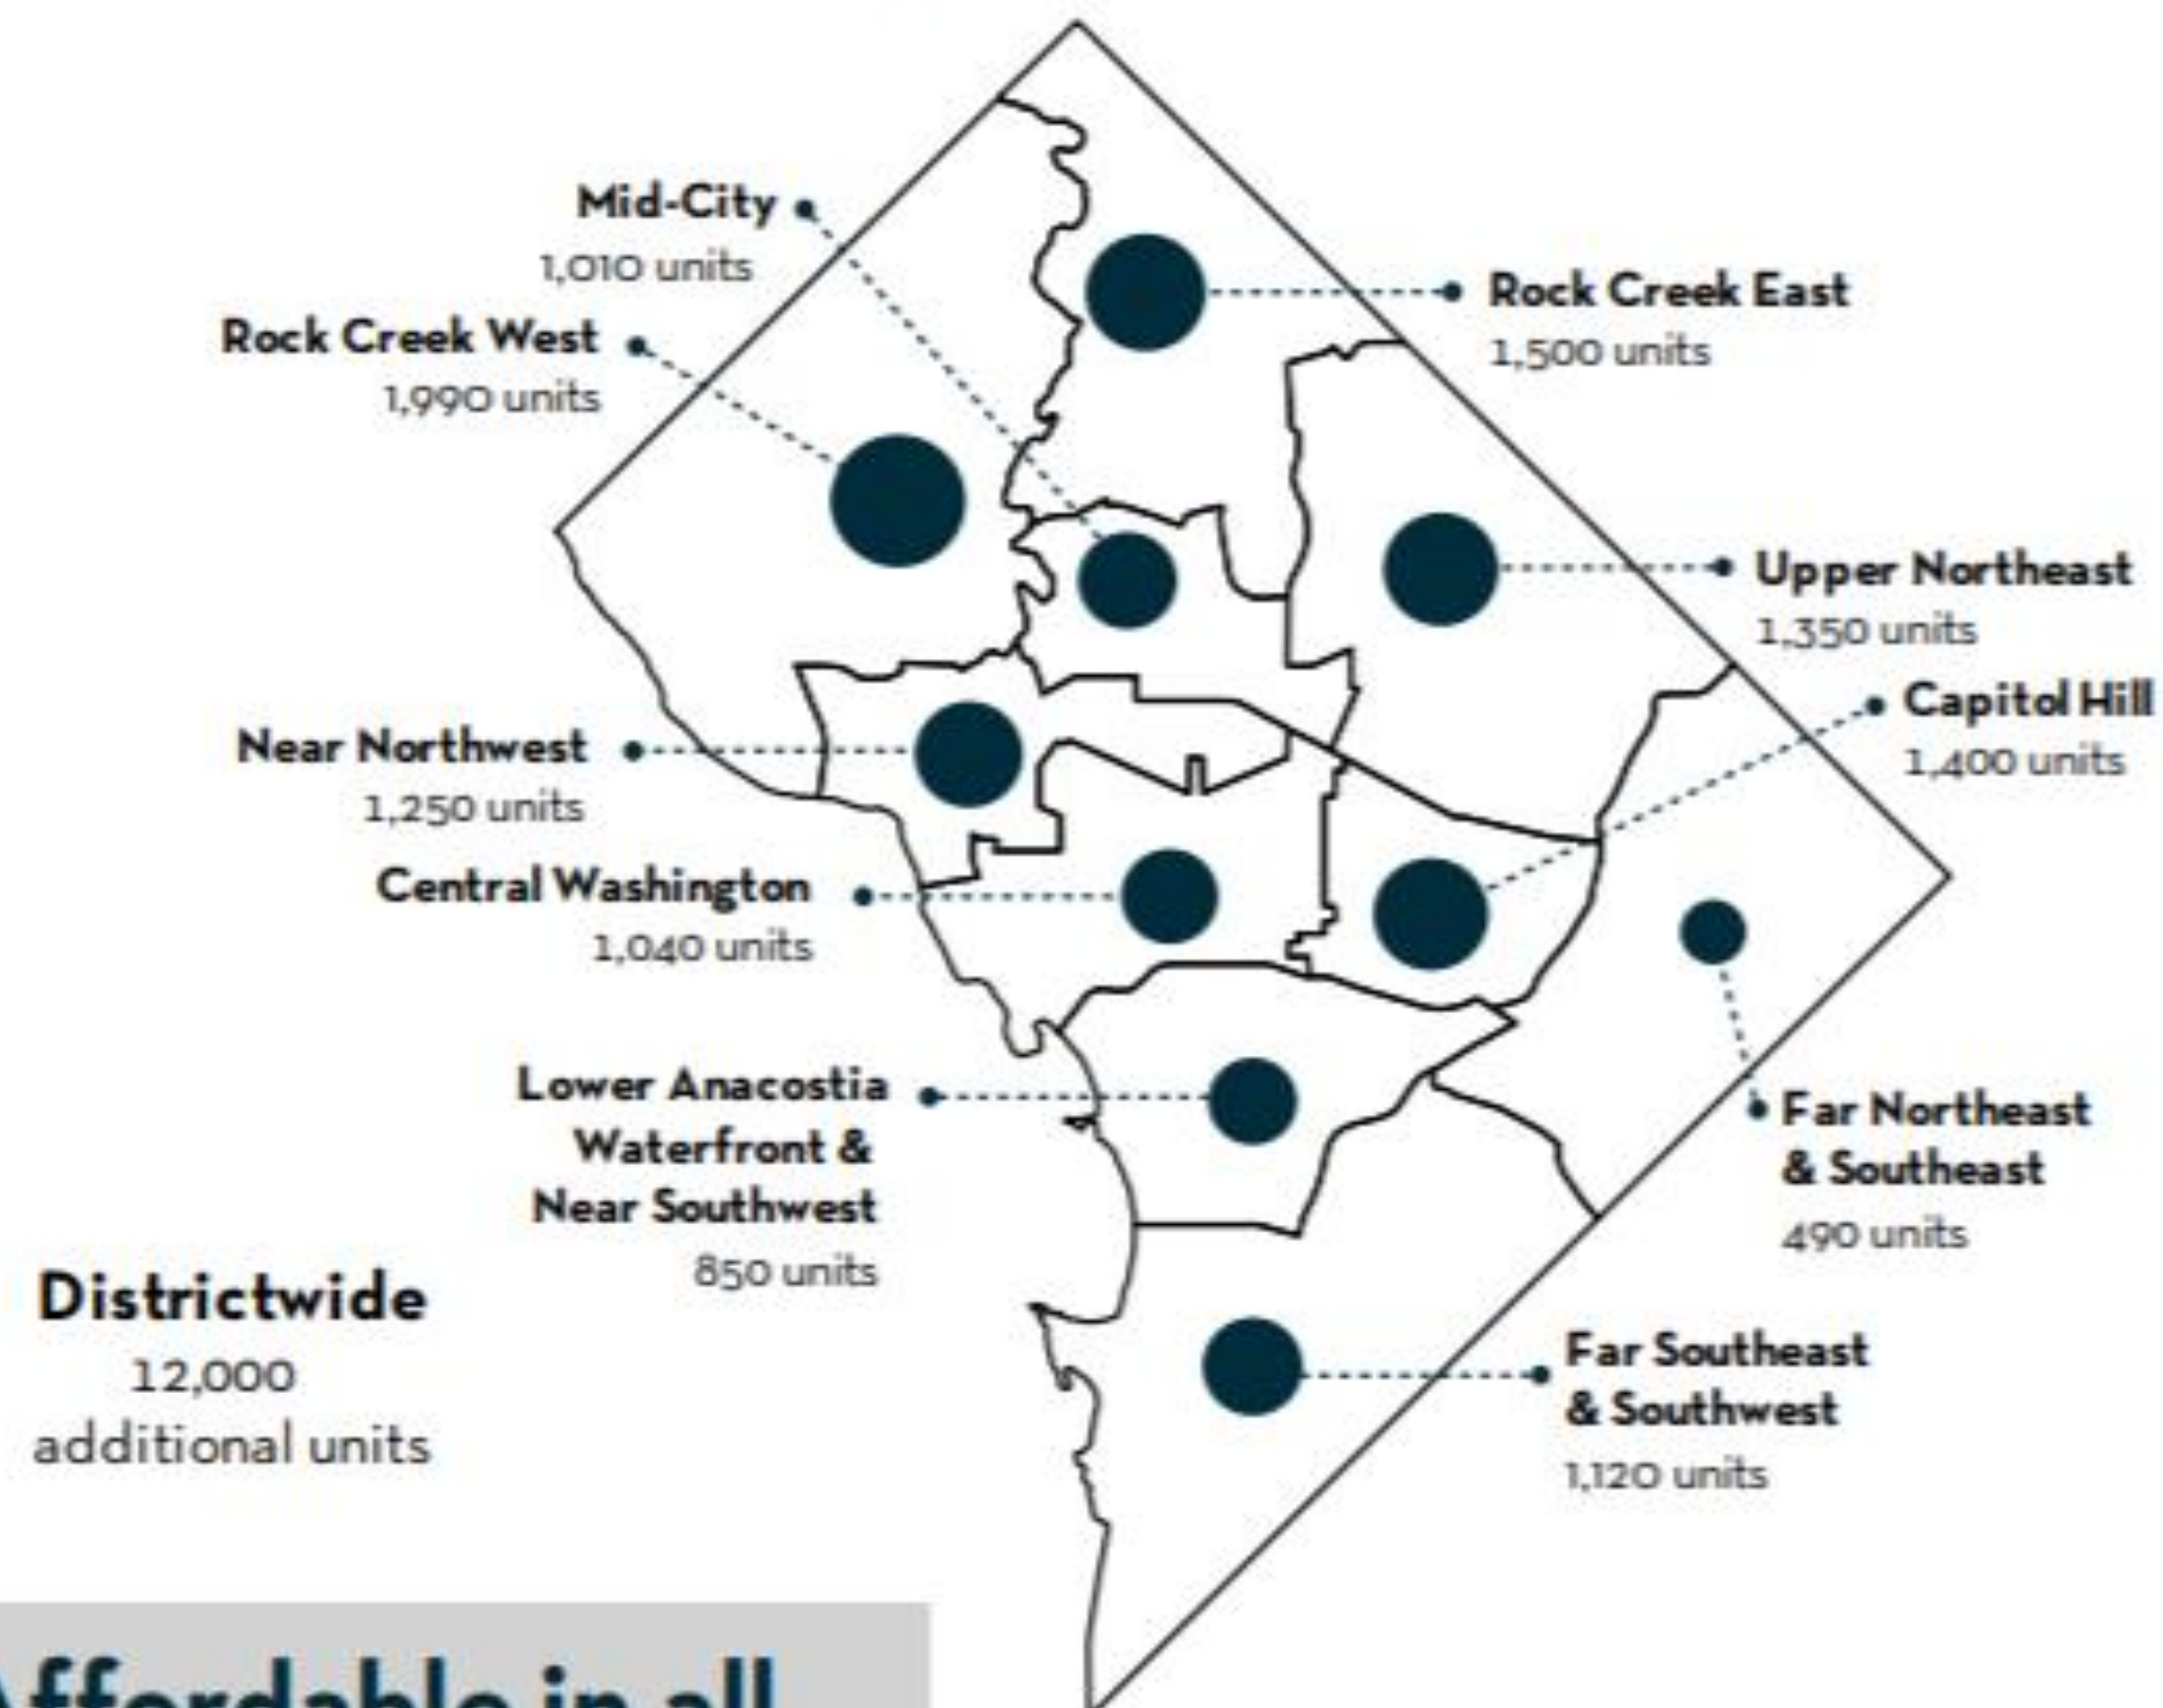 Mid-City
1,010 units
Rock Creek West
1,990 units
Rock Creek East
1,500 units
Upper Northeast
1,350 units
Capitol Hill
1,400 units
Near Northwest
1,250 units
Central Washington
1,040 units
Lower Anacostia
Waterfront &
Near Southwest
850 units
Far Northeast
& Southeast
490 units
Far Southeast
& Southwest
1,120 units
Districtwide
12,000
additional units
Affordable in all